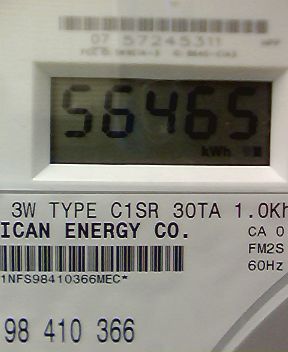 07 57245311
56465
kWh
3W TYPE C1SR 30TA 1.0Kh
ICAN ENERGY CO.
CA 0
FM2S
60Hz
1NFS98410366MEC*
98 410 366